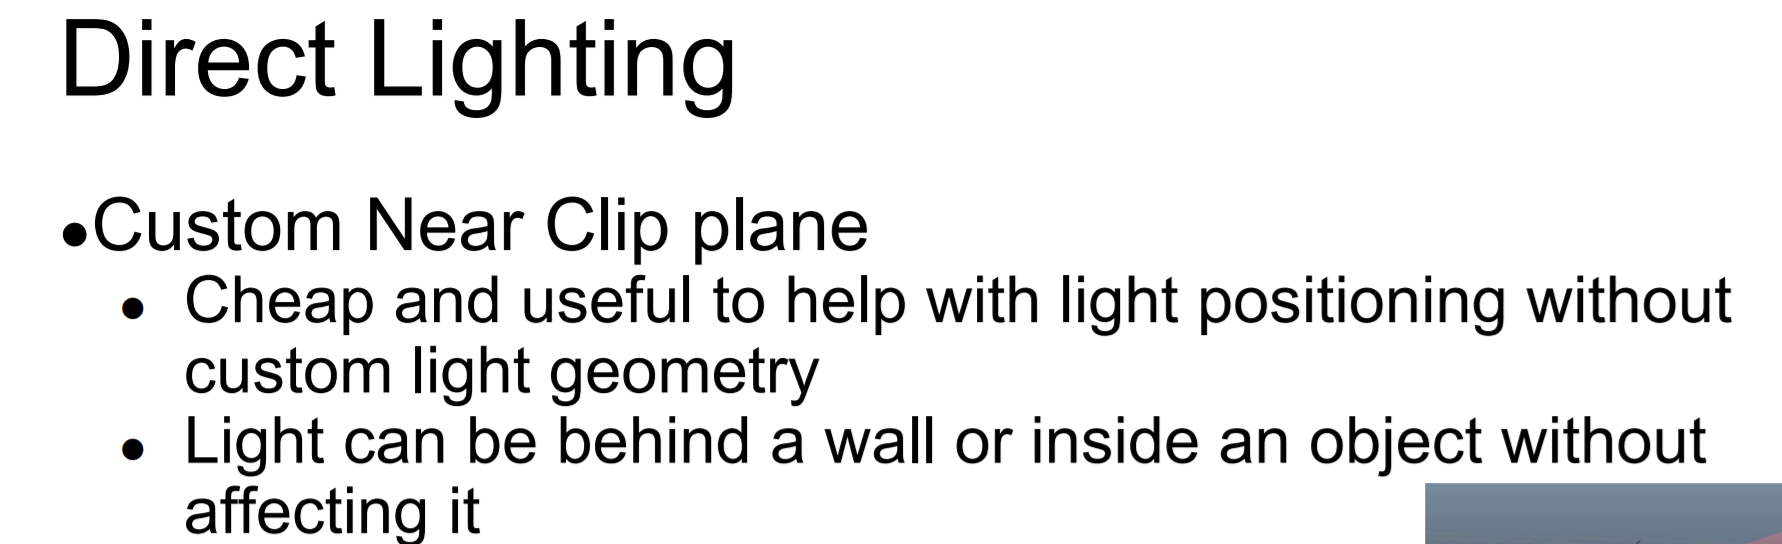 Direct Lighting
•Custom Near Clip plane
• Cheap and useful to help with light positioning without
custom light geometry
• Light can be behind a wall or inside an object without
affecting it